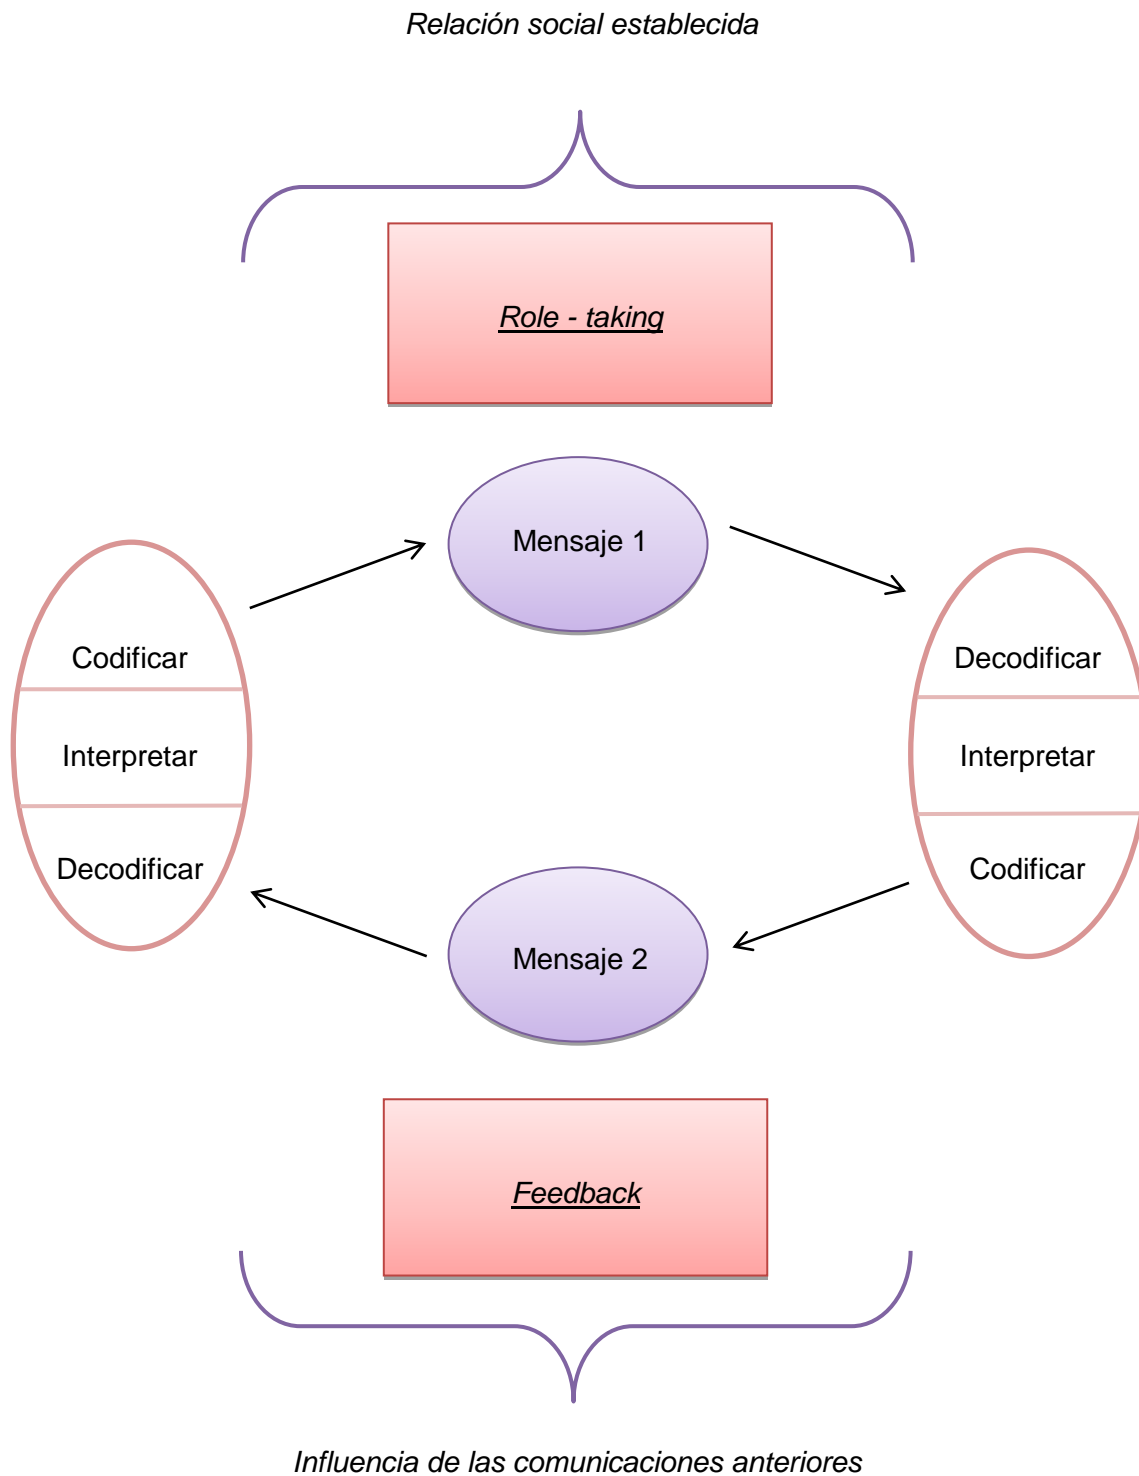 Relación social establecida
Role - taking
Mensaje 1
Codificar
Interpretar
Decodificar
Decodificar
Interpretar
Codificar
Mensaje 2
Feedback
Influencia de las comunicaciones anteriores